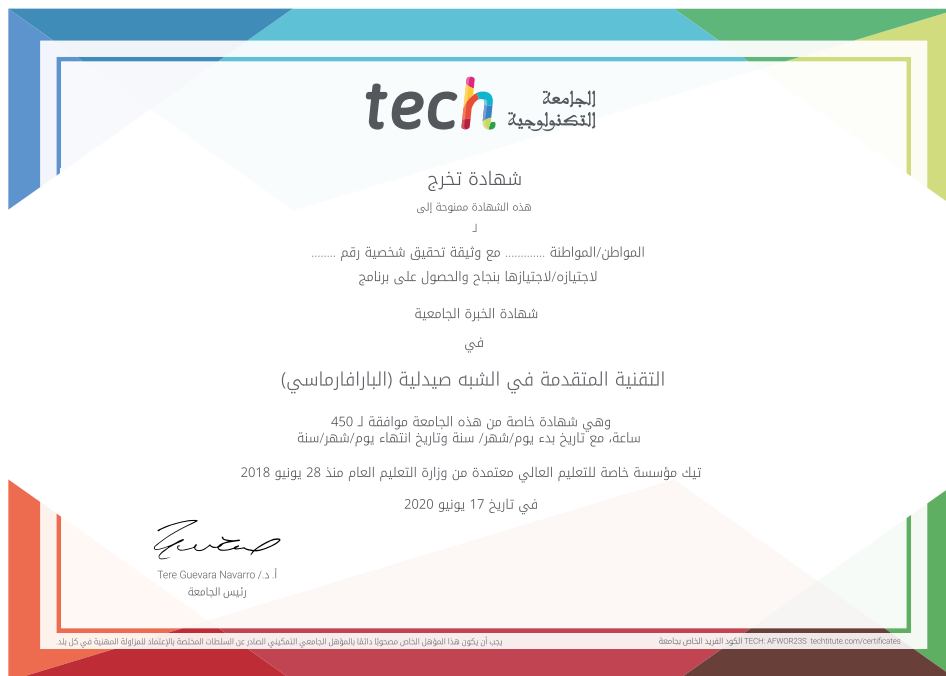 tech الجامعة
التكنولوجية
شهادة تخرج
هذه الشهادة ممنوحة إلى
لـ
المواطن/المواطنة ............. مع وثيقة تحقيق شخصية رقم ........
لاجتيازه/لاجتيازها بنجاح والحصول على برنامج
شهادة الخبرة الجامعية
في
التقنية المتقدمة في الشبه صيدلية (البارافارماسي)
وهي شهادة خاصة من هذه الجامعة موافقة لـ 450
ساعة، مع تاريخ بدء يوم/شهر/ سنة وتاريخ انتهاء يوم/شهر/سنة
تيك مؤسسة خاصة للتعليم العالي معتمدة من وزارة التعليم العام منذ 28 يونيو 2018
في تاريخ 17 يونيو 2020
أ. د./ Tere Guevara Navarro
رئيس الجامعة
يجب أن يكون هذا المؤهل الخاص مصحوبًا دائمًا بالمؤهل الجامعي التمكيني الصادر عن السلطات المختصة بالإعتماد للمزاولة المهنية في كل بلد.
الكود الفريد الخاص بجامعة TECH: AFWOR23S techtitute.com/certificates